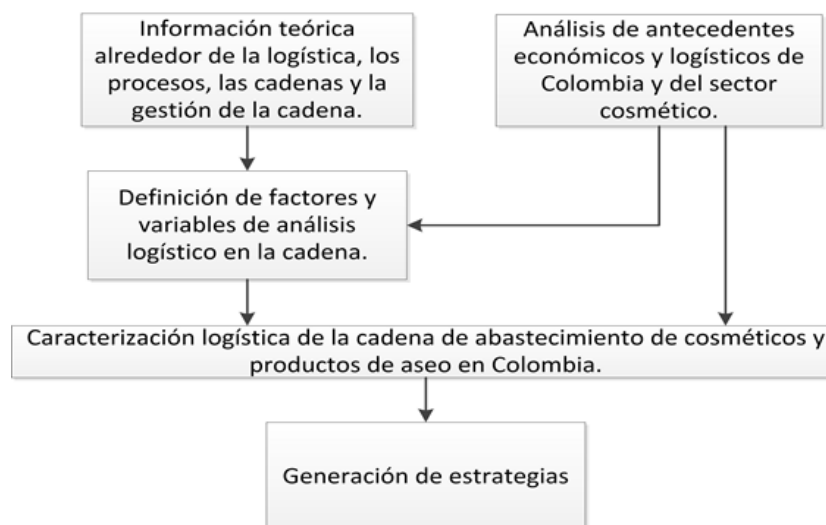 Información teórica
alrededor de la logística, los
procesos, las cadenas y la
gestión de la cadena.
Análisis de antecedentes
económicos y logísticos de
Colombia y del sector
cosmético.
Definición de factores y
variables de análisis
logístico en la cadena.
Caracterización logística de la cadena de abastecimiento de cosméticos y
productos de aseo en Colombia.
Generación de estrategias